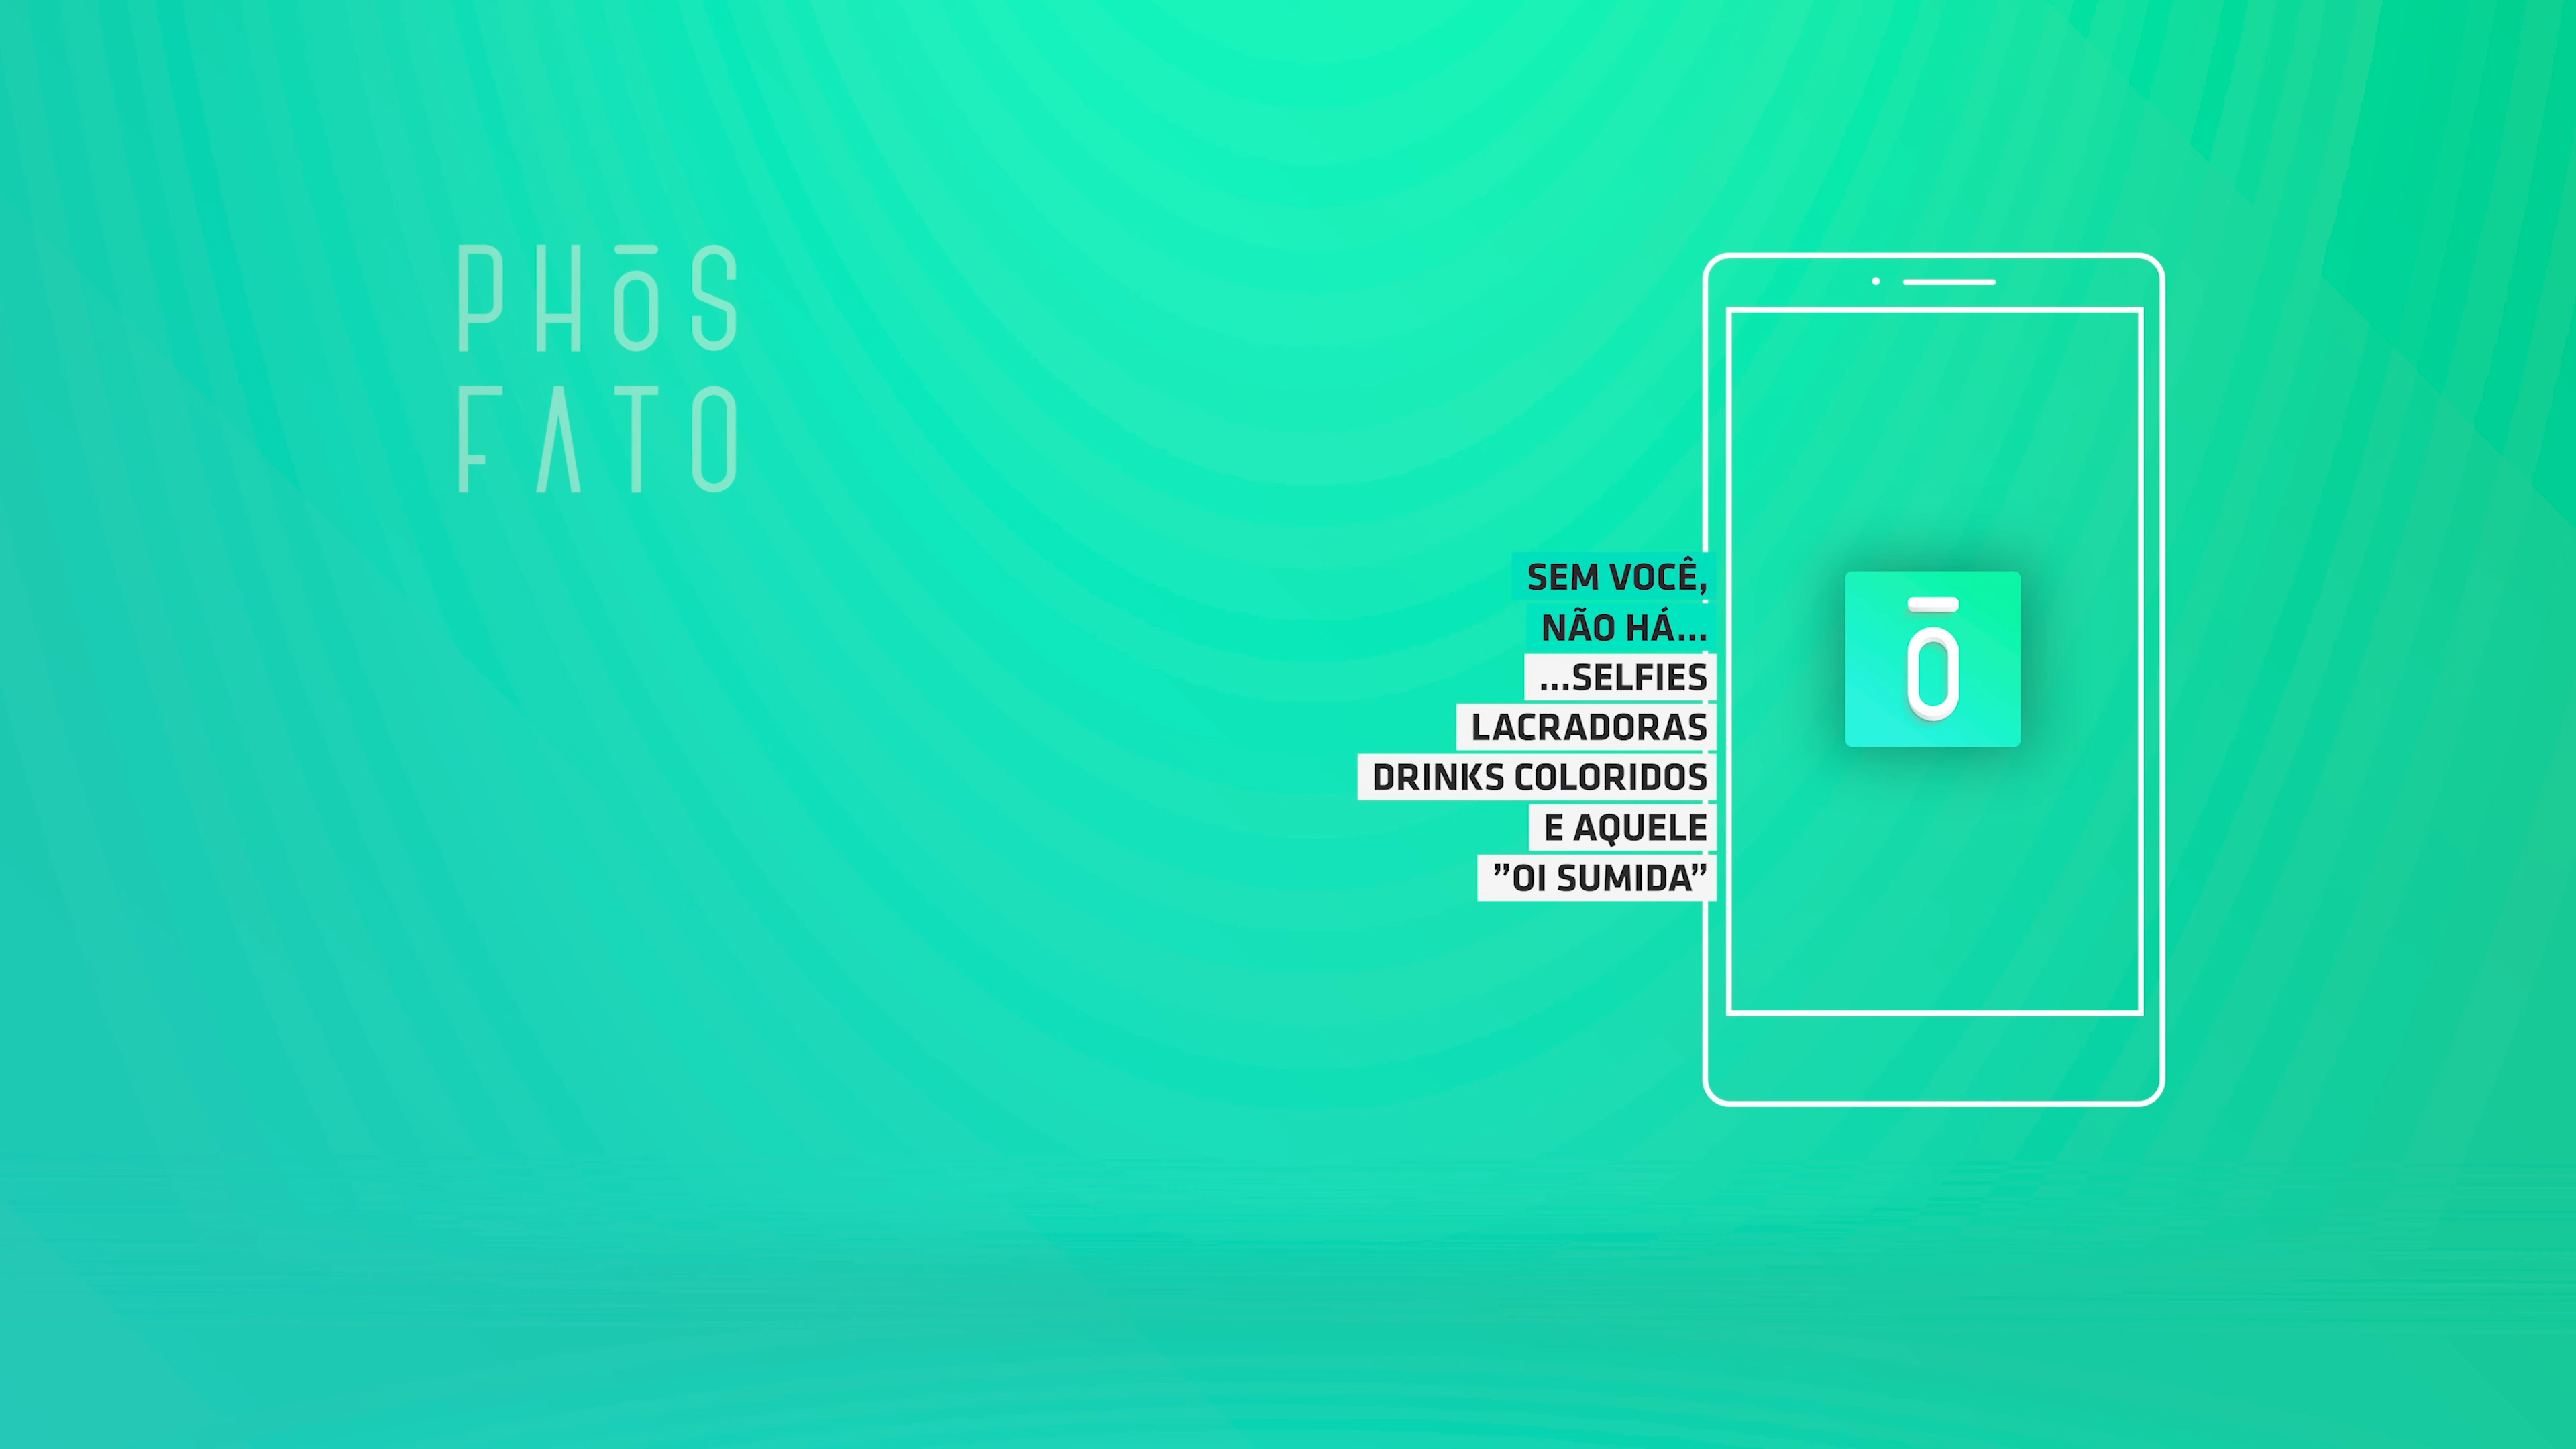 PHōS
FATO
SEM VOCÊ,
NÃO HÁ...
...SELFIES
LACRADORAS
DRINKS COLORIDOS
E AQUELE
”OI SUMIDA”
ō